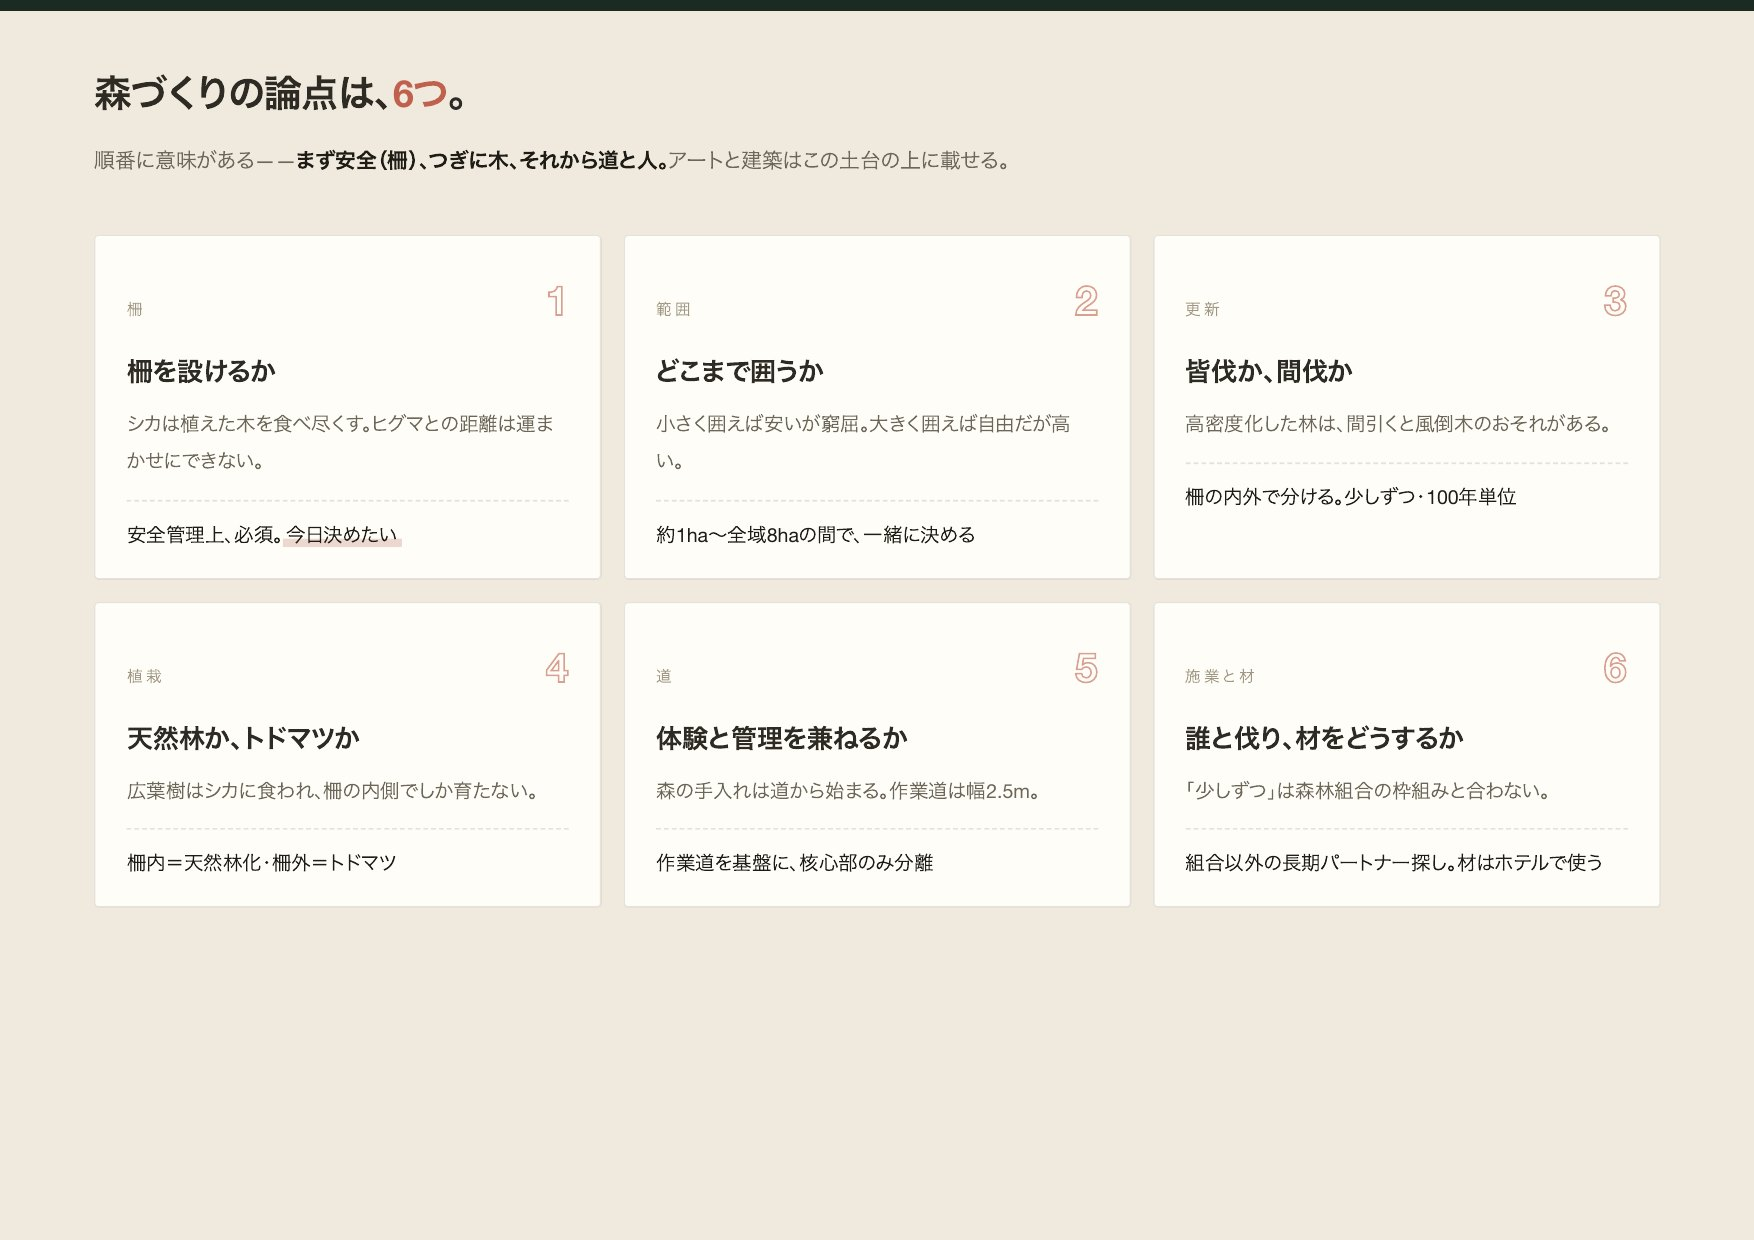 森づくりの論点は、6つ。
順番に意味がある——まず安全（柵）、つぎに木、それから道と人。アートと建築はこの土台の上に載せる。
柵
1
柵を設けるか
シカは植えた木を食べ尽くす。ヒグマとの距離は運ま
かせにできない。
安全管理上、必須。今日決めたい
範囲
2
どこまで囲うか
小さく囲えば安いが窮屈。大きく囲えば自由だが高
い。
約1ha〜全域8haの間で、一緒に決める
更新
3
皆伐か、間伐か
高密度化した林は、間引くと風倒木のおそれがある。
柵の内外で分ける。少しずつ・100年単位
植栽
4
天然林か、トドマツか
広葉樹はシカに食われ、柵の内側でしか育たない。
柵内＝天然林化・柵外＝トドマツ
道
5
体験と管理を兼ねるか
森の手入れは道から始まる。作業道は幅2.5m。
作業道を基盤に、核心部のみ分離
施業と材
6
誰と伐り、材をどうするか
「少しずつ」は森林組合の枠組みと合わない。
組合以外の長期パートナー探し。材はホテルで使う